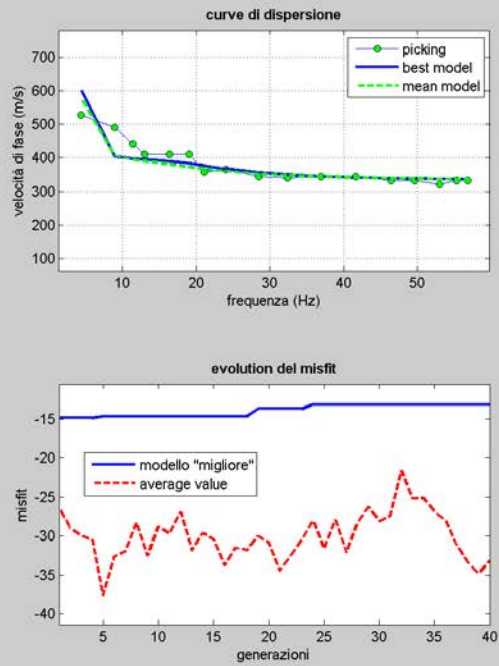 curve di dispersione
700
600
500
400
300
200
100
velocità di fase (m/s)
picking
best model
mean model
10
20
30
40
50
frequenza (Hz)
evolution del misfit
-15
-20
-25
-30
-35
-40
misfit
modello "migliore"
average value
5
10
15
20
25
30
35
40
generazioni